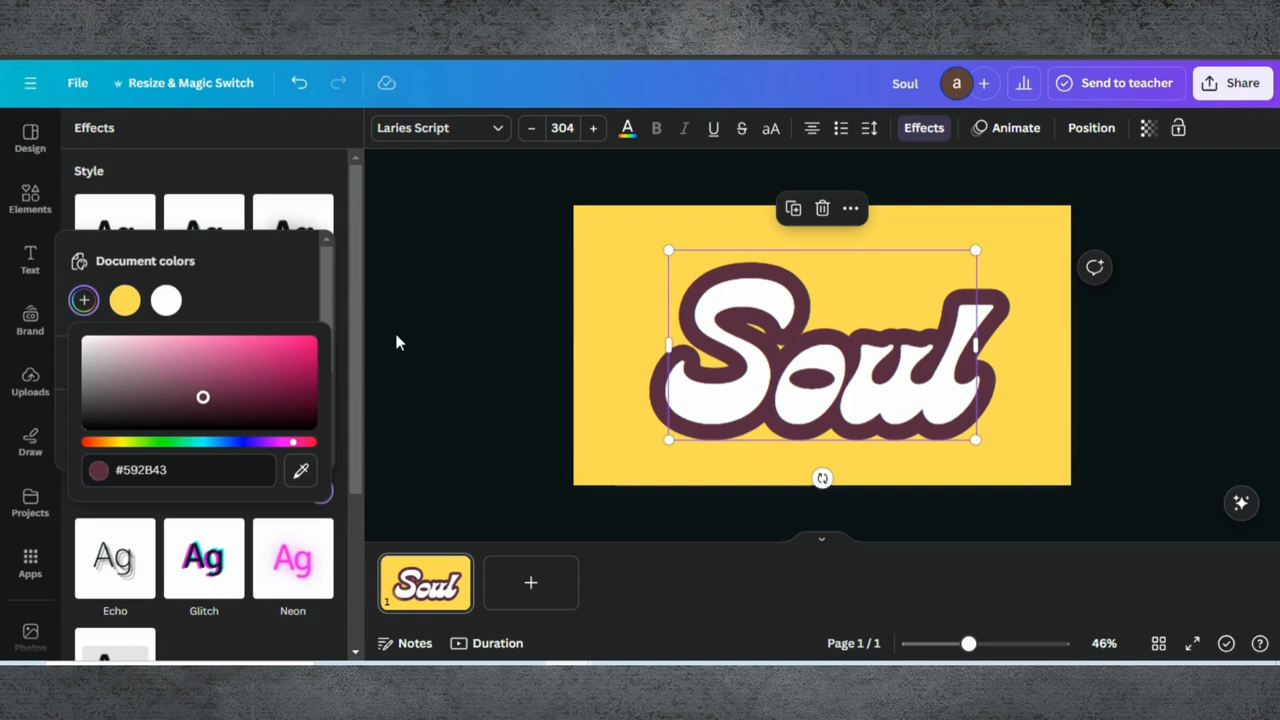 File
Resize & Magic Switch
Soul
a
Send to teacher
Share
Design
Elements
Text
Brand
Uploads
Draw
Projects
Apps
Photos
Effects
Style
Document colors
#592B43
Ag
Ag
Ag
Echo
Glitch
Neon
Laries Script
304
A
B
I
U
S
aA
Effects
Animate
Position
Soul
Soul
1
Notes
Duration
Page 1 / 1
46%